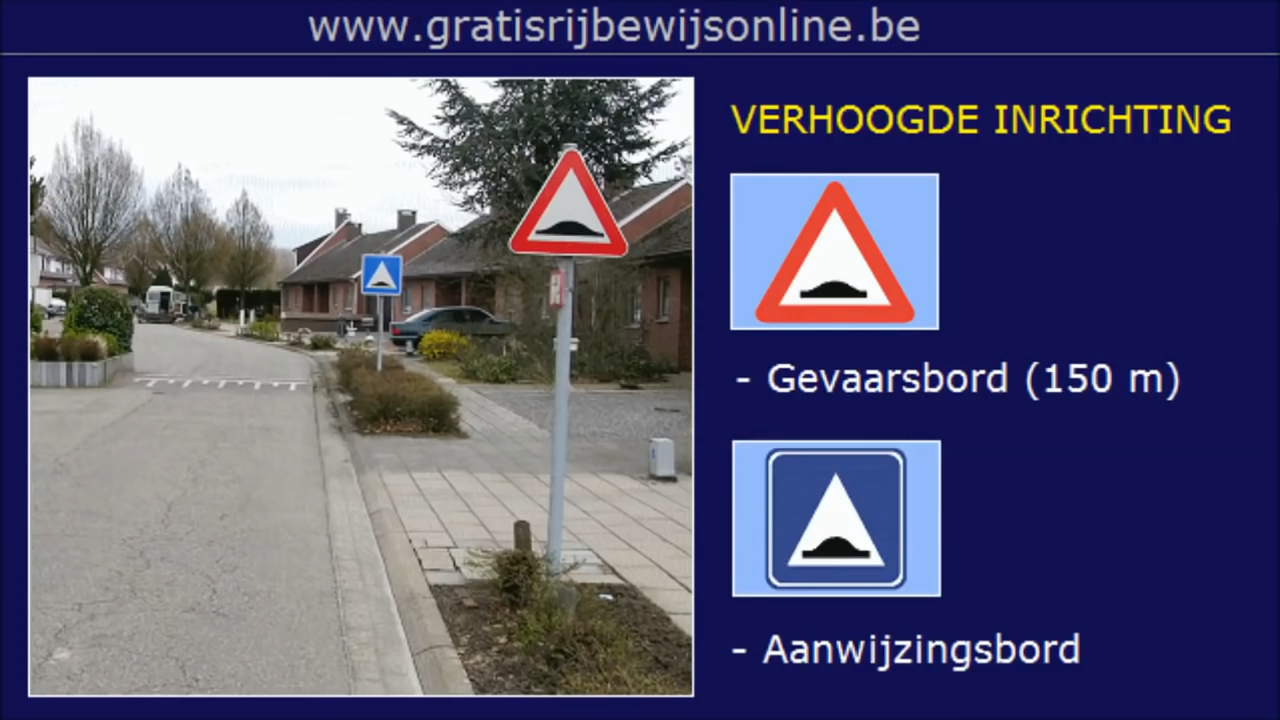 www.gratisrijbewijsonline.be
VERHOOGDE INRICHTING
- Gevaarsbord (150 m)
- Aanwijzingsbord